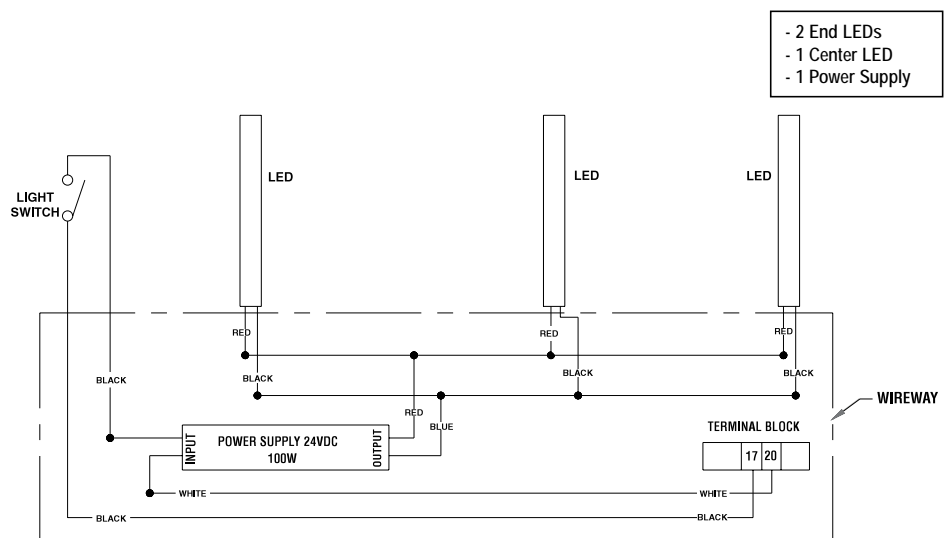 - 2 End LEDs
- 1 Center LED
- 1 Power Supply
LED
LED
LED
LIGHT
SWITCH
RED
RED
RED
BLACK
BLACK
BLACK
BLACK
RED
BLUE
WIREWAY
INPUT
POWER SUPPLY 24VDC
100W
OUTPUT
TERMINAL BLOCK
17 20
WHITE
WHITE
BLACK
BLACK